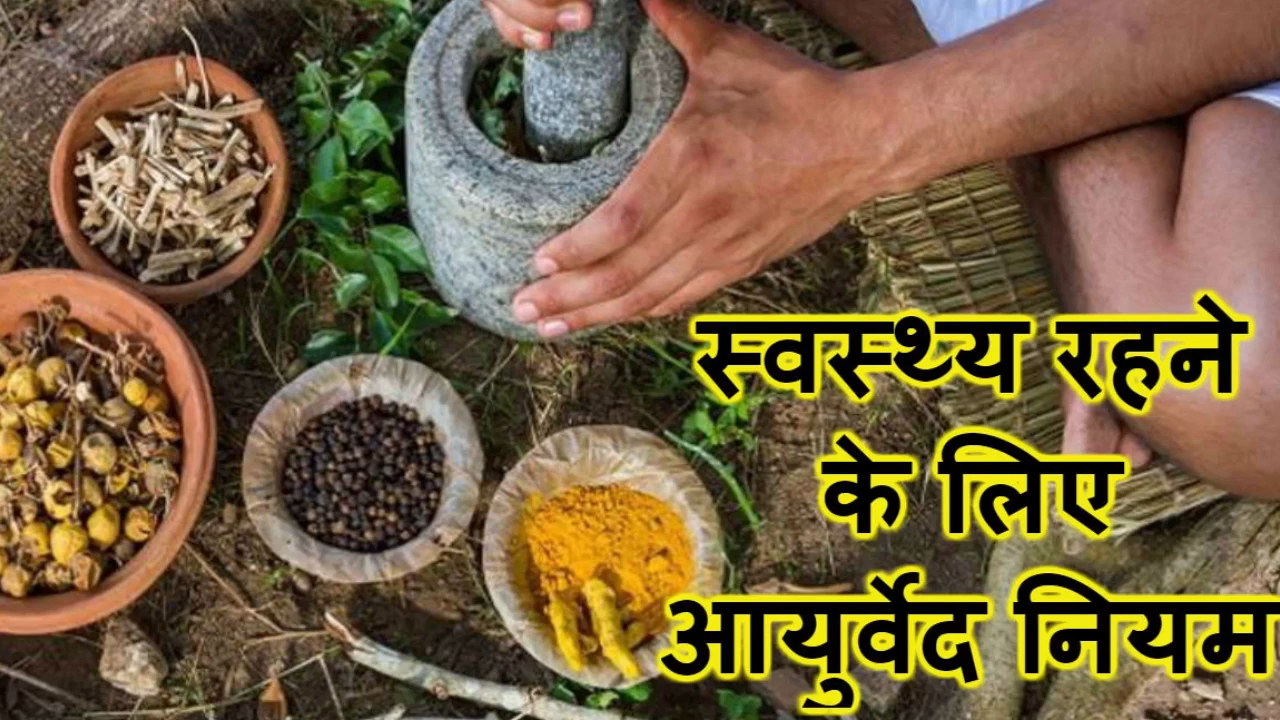 स्वस्थ्य रहने
के लिए
आयुर्वेद नियम